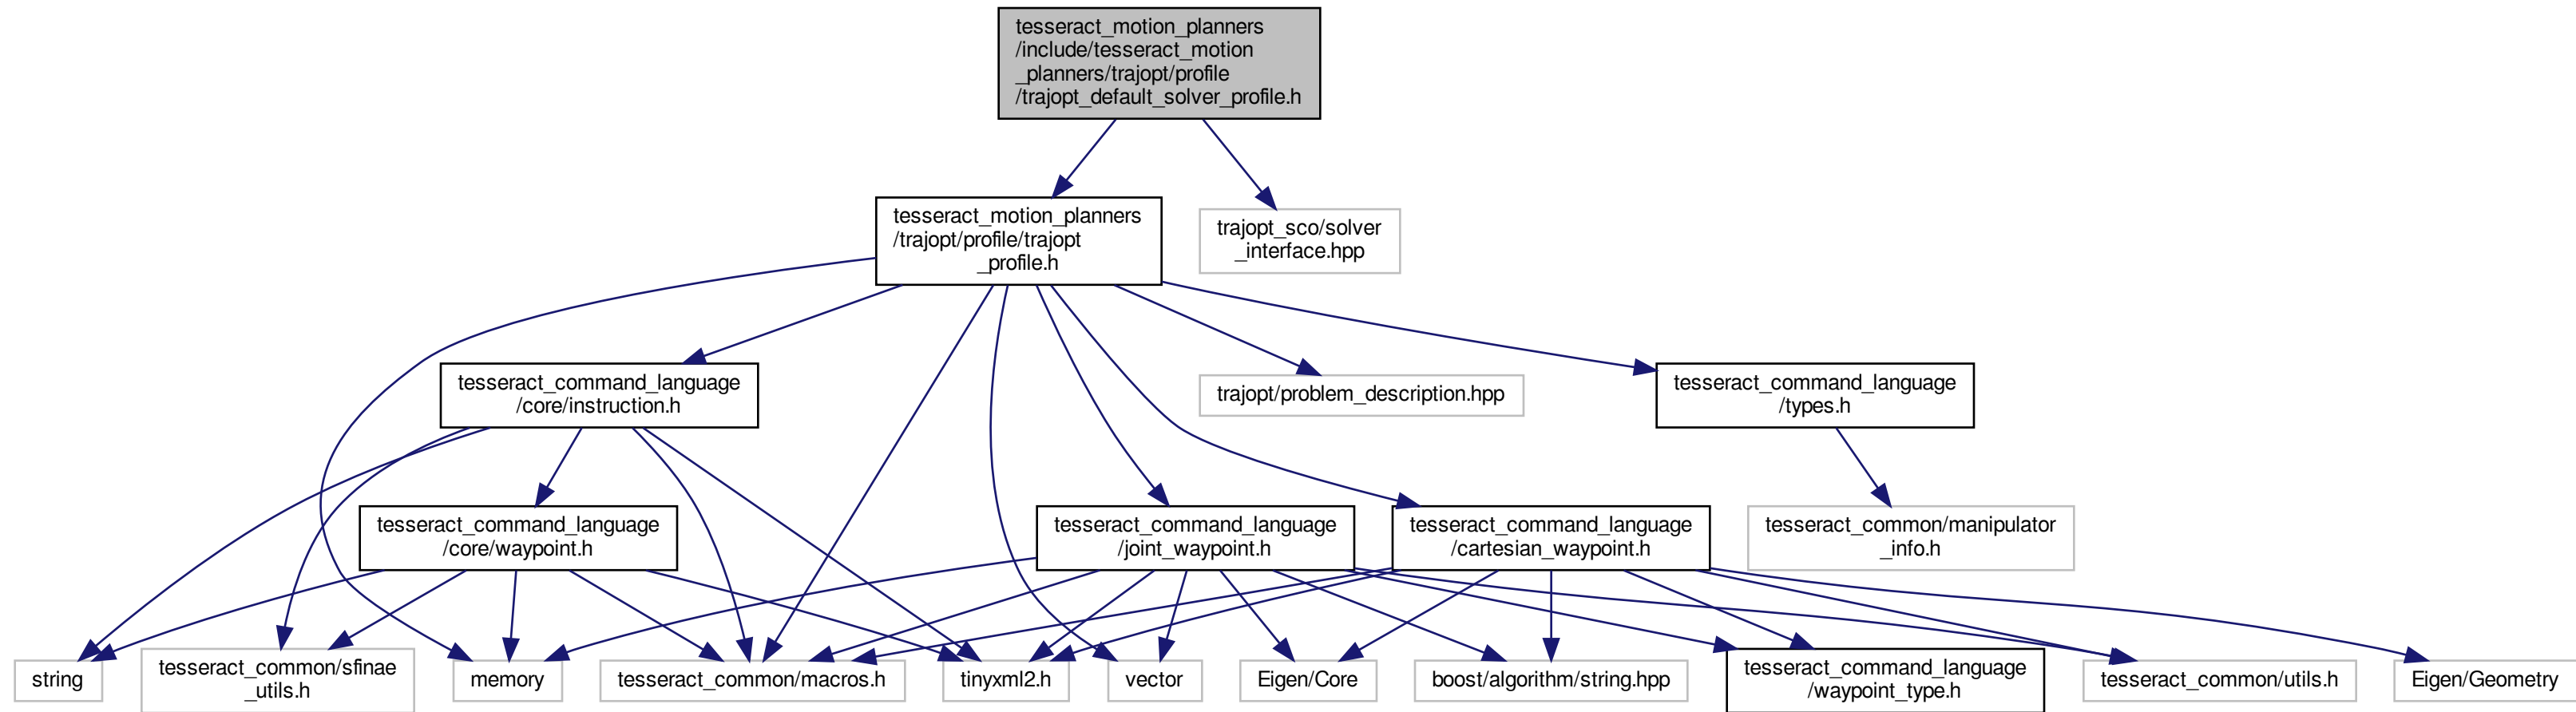 tesseract_motion_planners
/include/tesseract_motion
_planners/trajopt/profile
/trajopt_default_solver_profile.h
tesseract_motion_planners
/trajopt/profile/trajopt
_profile.h
trajopt_sco/solver
_interface.hpp
tesseract_command_language
/core/instruction.h
trajopt/problem_description.hpp
tesseract_command_language
/types.h
tesseract_command_language
/core/waypoint.h
tesseract_command_language
/joint_waypoint.h
tesseract_command_language
/cartesian_waypoint.h
tesseract_common/manipulator
_info.h
string
tesseract_common/sfinae
_utils.h
memory
tesseract_common/macros.h
tinyxml2.h
vector
Eigen/Core
boost/algorithm/string.hpp
tesseract_command_language
/waypoint_type.h
tesseract_common/utils.h
Eigen/Geometry